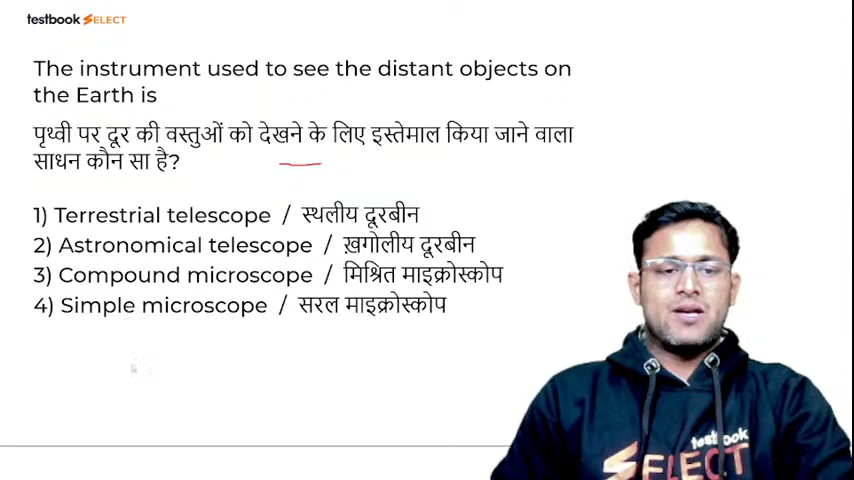 testbook SELECT
The instrument used to see the distant objects on
the Earth is
पृथ्वी पर दूर की वस्तुओं को देखने के लिए इस्तेमाल किया जाने वाला
साधन कौन सा है?
1) Terrestrial telescope / स्थलीय दूरबीन
2) Astronomical telescope / ख़गोलीय दूरबीन
3) Compound microscope / मिश्रित माइक्रोस्कोप
4) Simple microscope / सरल माइक्रोस्कोप
testbook
SELECT